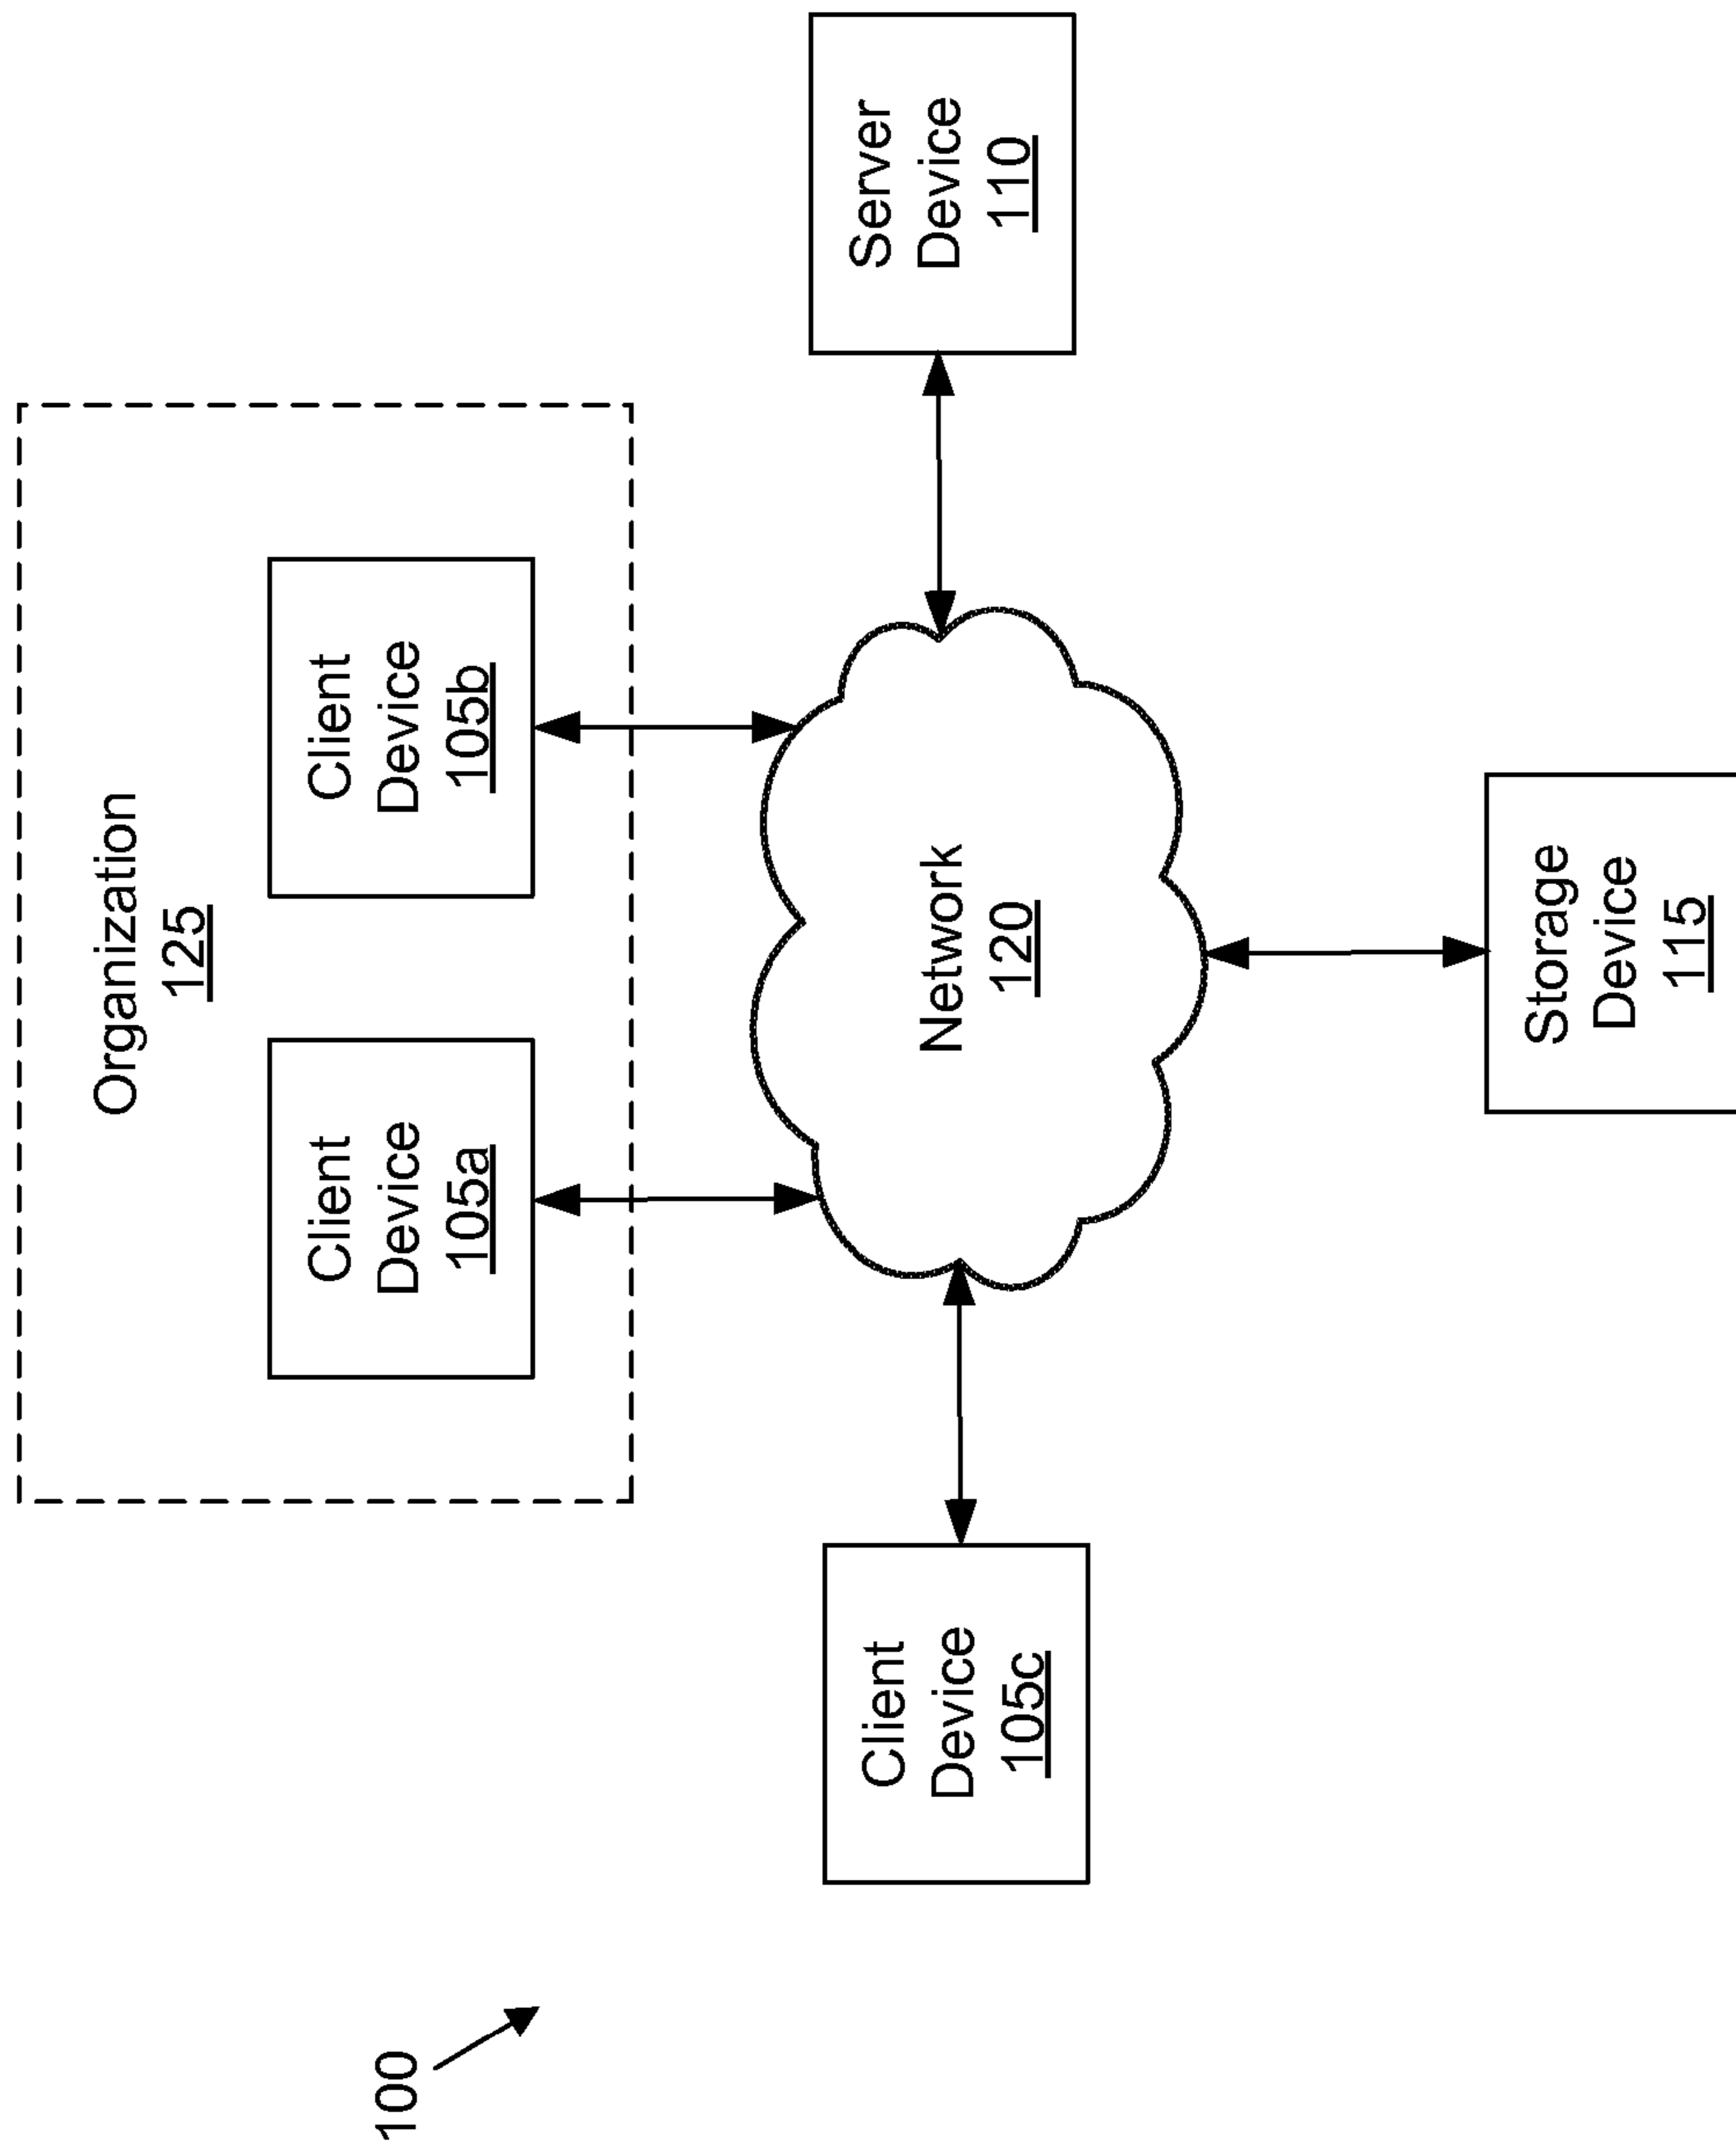 100
Organization
125
Client
Device
105a
Client
Device
105b
Client
Device
105c
Network
120
Server
Device
110
Storage
Device
115